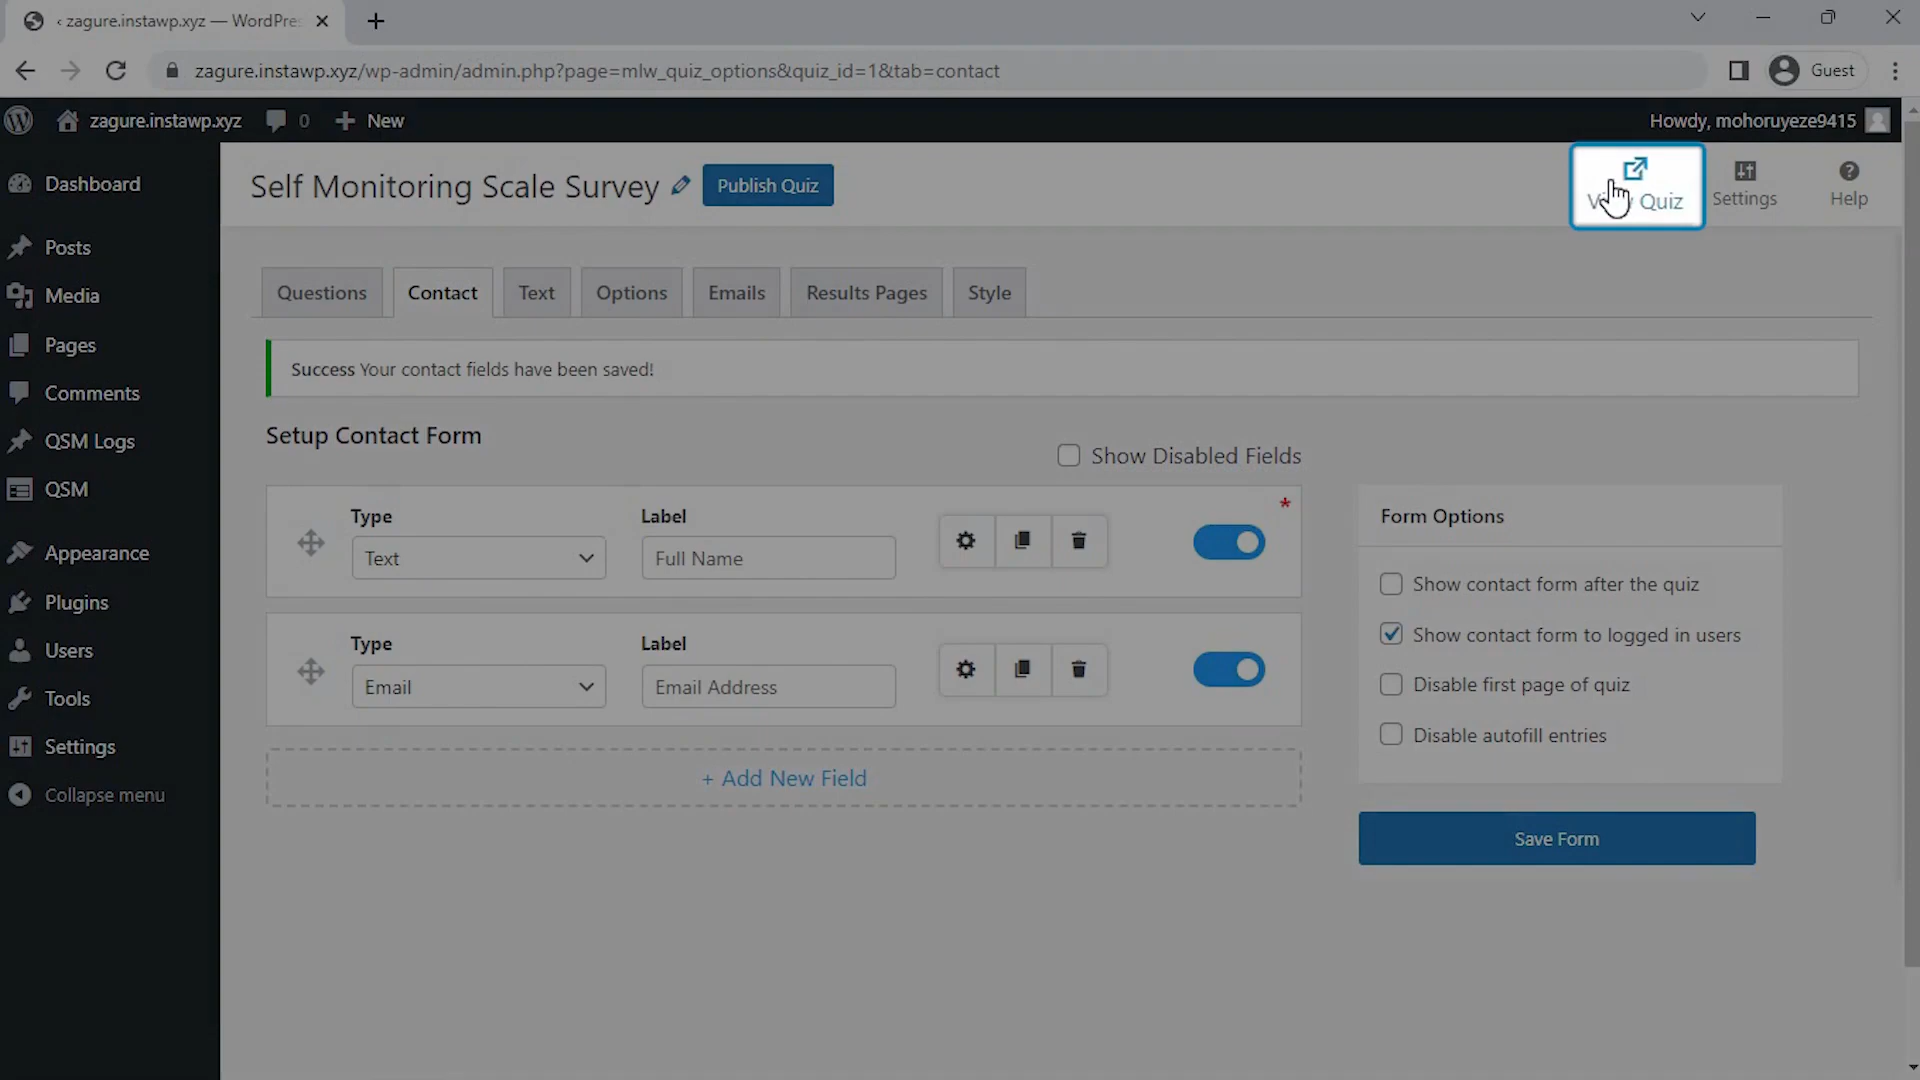 ‹ zagure.instawp.xyz — WordPre
zagure.instawp.xyz/wp-admin/admin.php?page=mlw_quiz_options&quiz_id=1&tab=contact
Guest
zagure.instawp.xyz
0
New
Howdy, mohoruyeze9415
Dashboard
Posts
Media
Pages
Comments
QSM Logs
QSM
Appearance
Plugins
Users
Tools
Settings
Collapse menu
Self Monitoring Scale Survey
Publish Quiz
Quiz
Settings
Help
Questions
Contact
Text
Options
Emails
Results Pages
Style
Success Your contact fields have been saved!
Setup Contact Form
Show Disabled Fields
Type
Label
*
Text
Full Name
Type
Label
Email
Email Address
+ Add New Field
Form Options
Show contact form after the quiz
Show contact form to logged in users
Disable first page of quiz
Disable autofill entries
Save Form